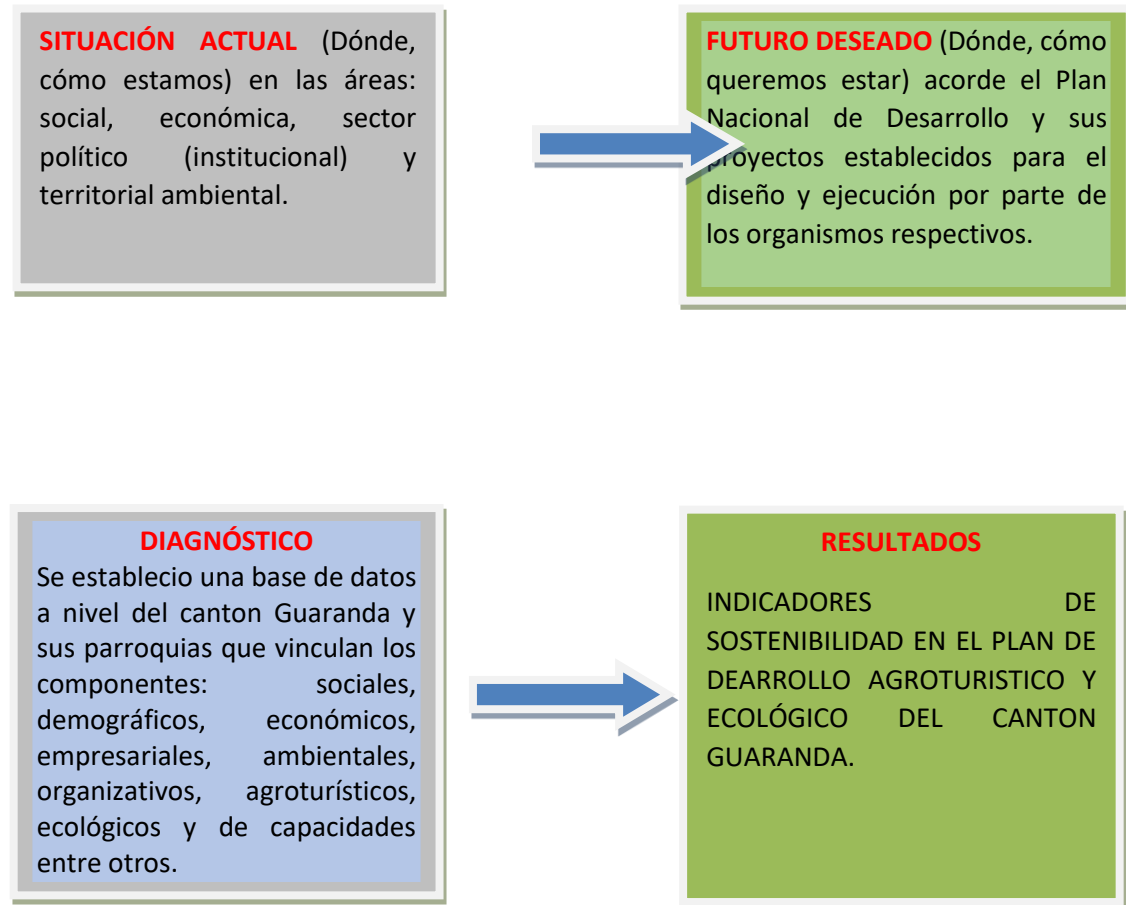 SITUACIÓN ACTUAL (Dónde,
cómo estamos) en las áreas:
social, económica, sector
político (institucional) y
territorial ambiental.
FUTURO DESEADO (Dónde, cómo
queremos estar) acorde el Plan
Nacional de Desarrollo y sus
proyectos establecidos para el
diseño y ejecución por parte de
los organismos respectivos.
DIAGNÓSTICO
Se establecio una base de datos
a nivel del canton Guaranda y
sus parroquias que vinculan los
componentes: sociales,
demográficos, económicos,
empresariales, ambientales,
organizativos, agroturísticos,
ecológicos y de capacidades
entre otros.
RESULTADOS
INDICADORES DE
SOSTENIBILIDAD EN EL PLAN DE
DEARROLLO AGROTURISTICO Y
ECOLÓGICO DEL CANTON
GUARANDA.